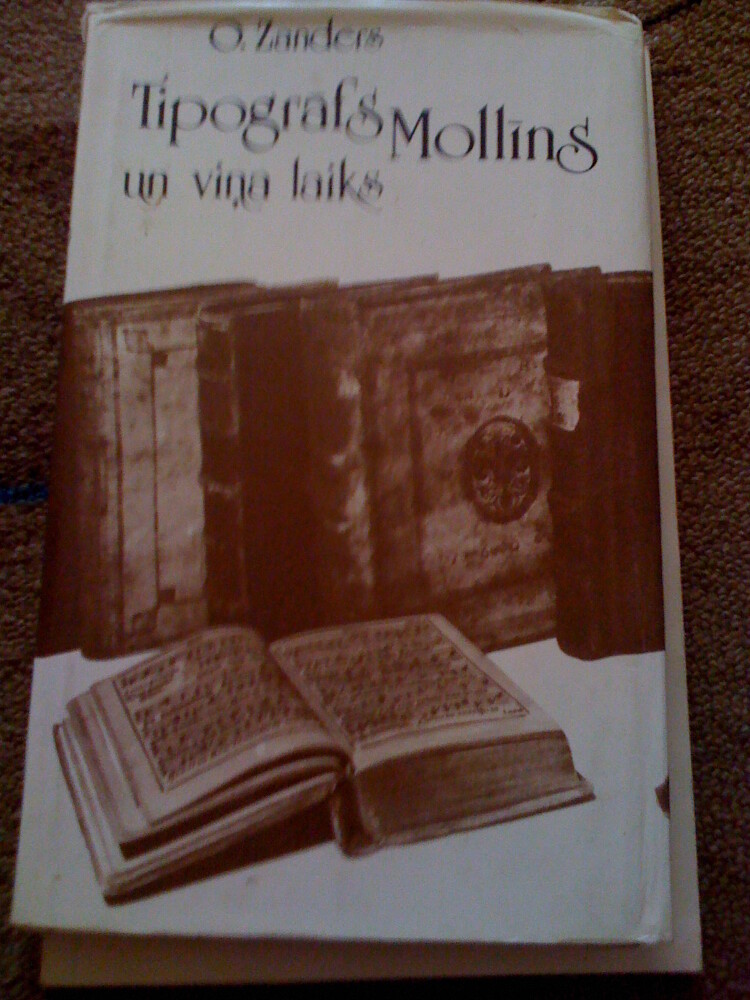 O. Zanders
Tipogrāfs Mollīns
un viņa laiks